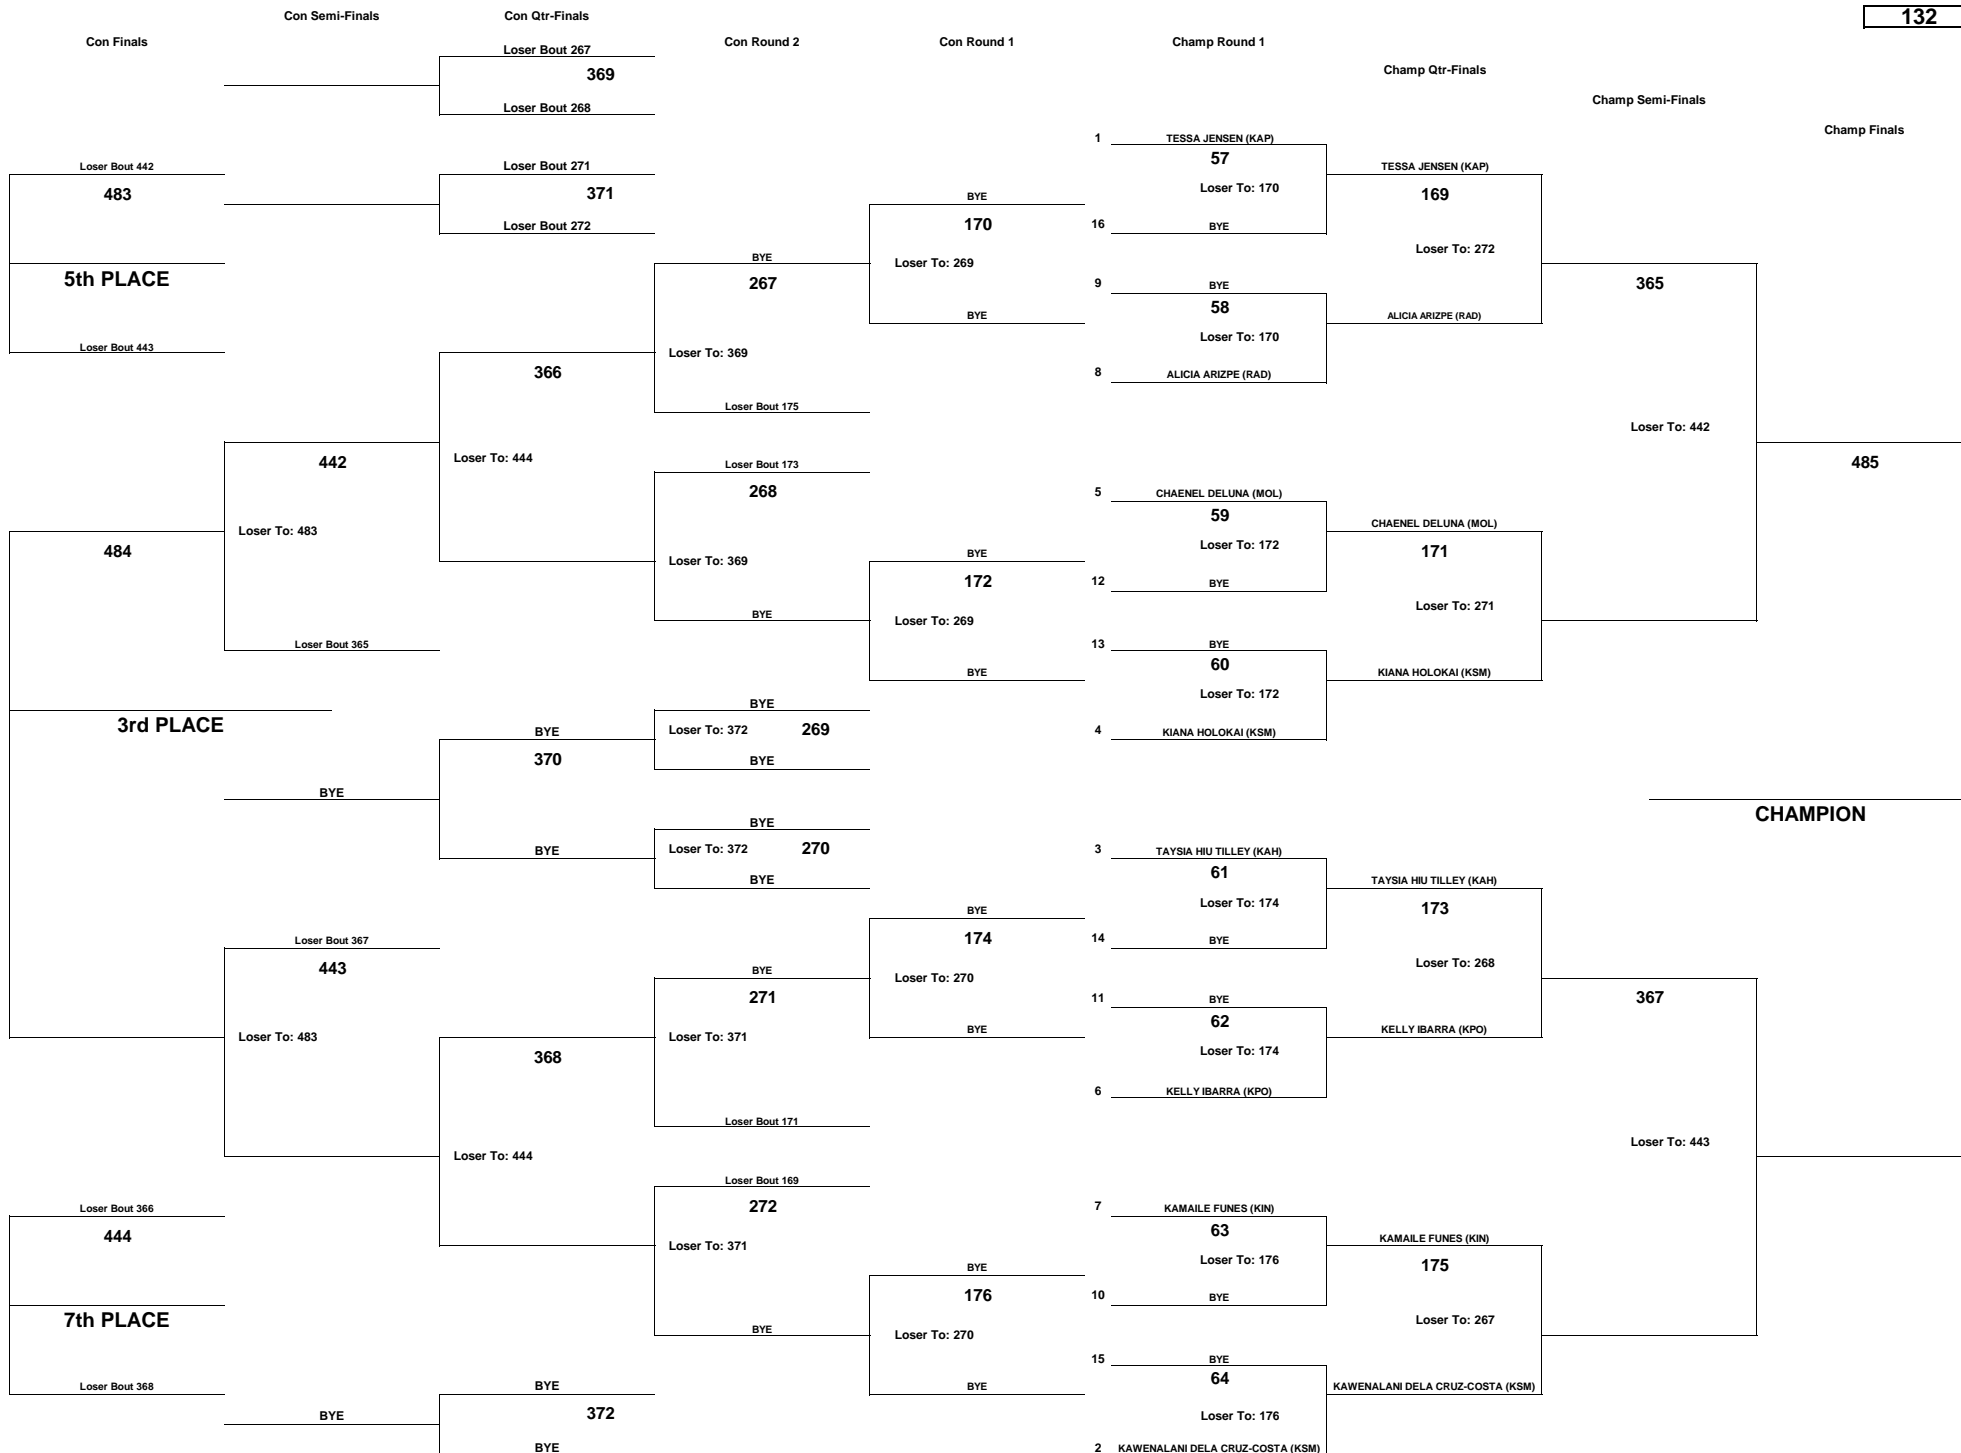 132
Con Semi-Finals
Con Qtr-Finals
Con Finals
Con Round 2
Con Round 1
Champ Round 1
Loser Bout 267
369
Champ Qtr-Finals
Loser Bout 268
Champ Semi-Finals
Champ Finals
1 TESSA JENSEN (KAP)
57
Loser Bout 442
Loser Bout 271
TESSA JENSEN (KAP)
483
371
Loser To: 170
169
BYE
Loser Bout 272
170
16 BYE
Loser To: 272
BYE
Loser To: 269
5th PLACE
267
9 BYE
365
58
BYE
ALICIA ARIZPE (RAD)
Loser To: 170
Loser Bout 443
Loser To: 369
366
8 ALICIA ARIZPE (RAD)
Loser Bout 175
Loser To: 442
442
Loser To: 444
Loser Bout 173
485
268
5 CHAENEL DELUNA (MOL)
59
Loser To: 483
CHAENEL DELUNA (MOL)
484
Loser To: 172
171
Loser To: 369
BYE
172
12 BYE
Loser To: 271
BYE
Loser To: 269
Loser Bout 365
13 BYE
60
BYE
KIANA HOLOKAI (KSM)
Loser To: 172
BYE
3rd PLACE
BYE
Loser To: 372
269
4 KIANA HOLOKAI (KSM)
370
BYE
BYE
CHAMPION
BYE
BYE
Loser To: 372
270
3 TAYSIA HIU TILLEY (KAH)
61
BYE
TAYSIA HIU TILLEY (KAH)
Loser To: 174
173
BYE
Loser Bout 367
174
14 BYE
443
BYE
Loser To: 270
Loser To: 268
271
11 BYE
367
62
Loser To: 483
Loser To: 371
BYE
KELLY IBARRA (KPO)
368
Loser To: 174
6 KELLY IBARRA (KPO)
Loser Bout 171
Loser To: 443
Loser To: 444
Loser Bout 169
Loser Bout 366
272
7 KAMAILE FUNES (KIN)
444
63
KAMAILE FUNES (KIN)
Loser To: 371
Loser To: 176
175
BYE
176
10 BYE
7th PLACE
BYE
Loser To: 270
Loser To: 267
15 BYE
64
Loser Bout 368
BYE
BYE
KAWENALANI DELA CRUZ-COSTA (KSM)
BYE
372
Loser To: 176
BYE
2 KAWENALANI DELA CRUZ-COSTA (KSM)